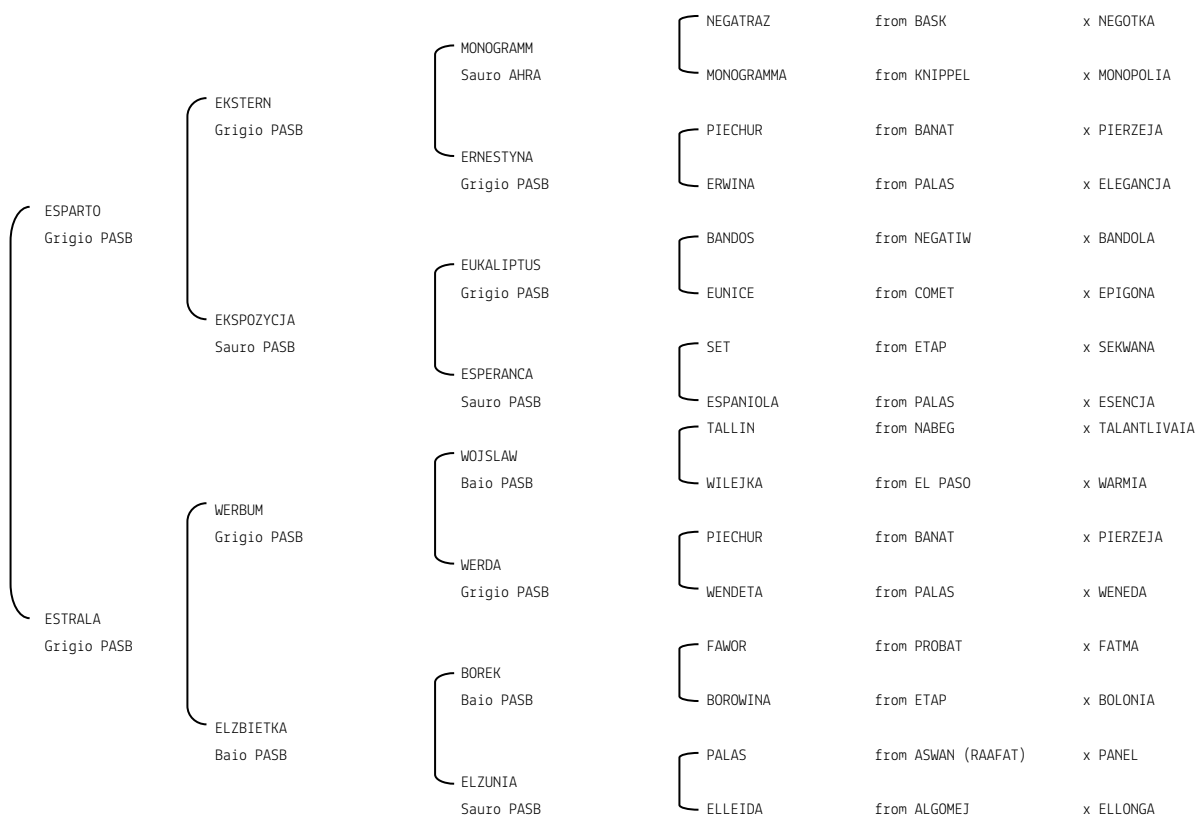 NEGATRAZ from BASK x NEGOTKA
MONOGRAMM
Sauro AHRA MONOGRAMMA from KNIPPEL x MONOPOLIA
EKSTERN
Grigio PASB PIECHUR from BANAT x PIERZEJA
ERNESTYNA
Grigio PASB ERWINA from PALAS x ELEGANCJA
ESPARTO
Grigio PASB BANDOS from NEGATIW x BANDOLA
EUKALIPTUS
Grigio PASB EUNICE from COMET x EPIGONA
EKSPOZYCJA
Sauro PASB SET from ETAP x SEKWANA
ESPERANCA
Sauro PASB ESPANIOLA from PALAS x ESENCJA
TALLIN from NABEG x TALANTLIVAIA
WOJSLAW
Baio PASB WILEJKA from EL PASO x WARMIA
WERBUM
Grigio PASB PIECHUR from BANAT x PIERZEJA
WERDA
Grigio PASB WENDETA from PALAS x WENEDA
ESTRALA
Grigio PASB FAWOR from PROBAT x FATMA
BOREK
Baio PASB BOROWINA from ETAP x BOLONIA
ELZBIETKA
Baio PASB PALAS from ASWAN (RAAFAT) x PANEL
ELZUNIA
Sauro PASB ELLEIDA from ALGOMEJ x ELLONGA